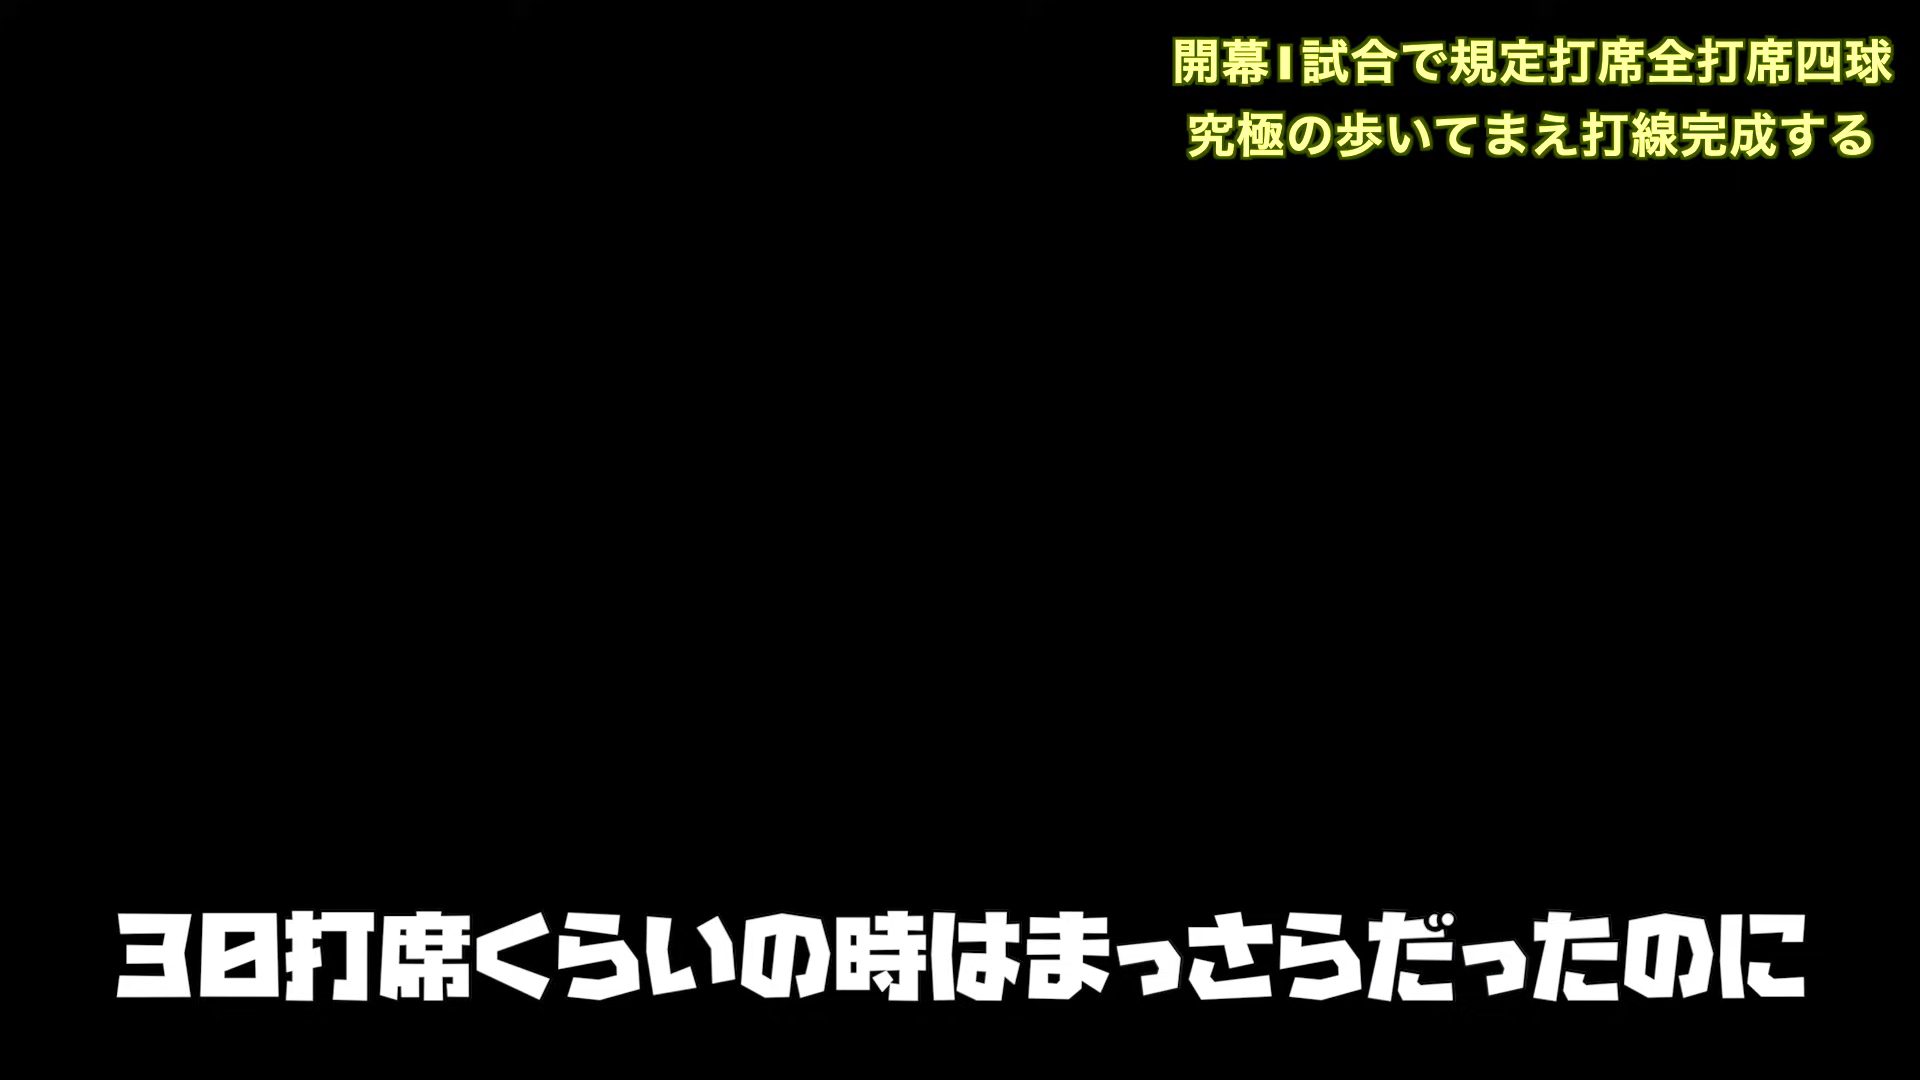 開幕1試合で規定打席全打席四球
究極の歩いてまえ打線完成する
30打席くらいの時はまっさらだったのに